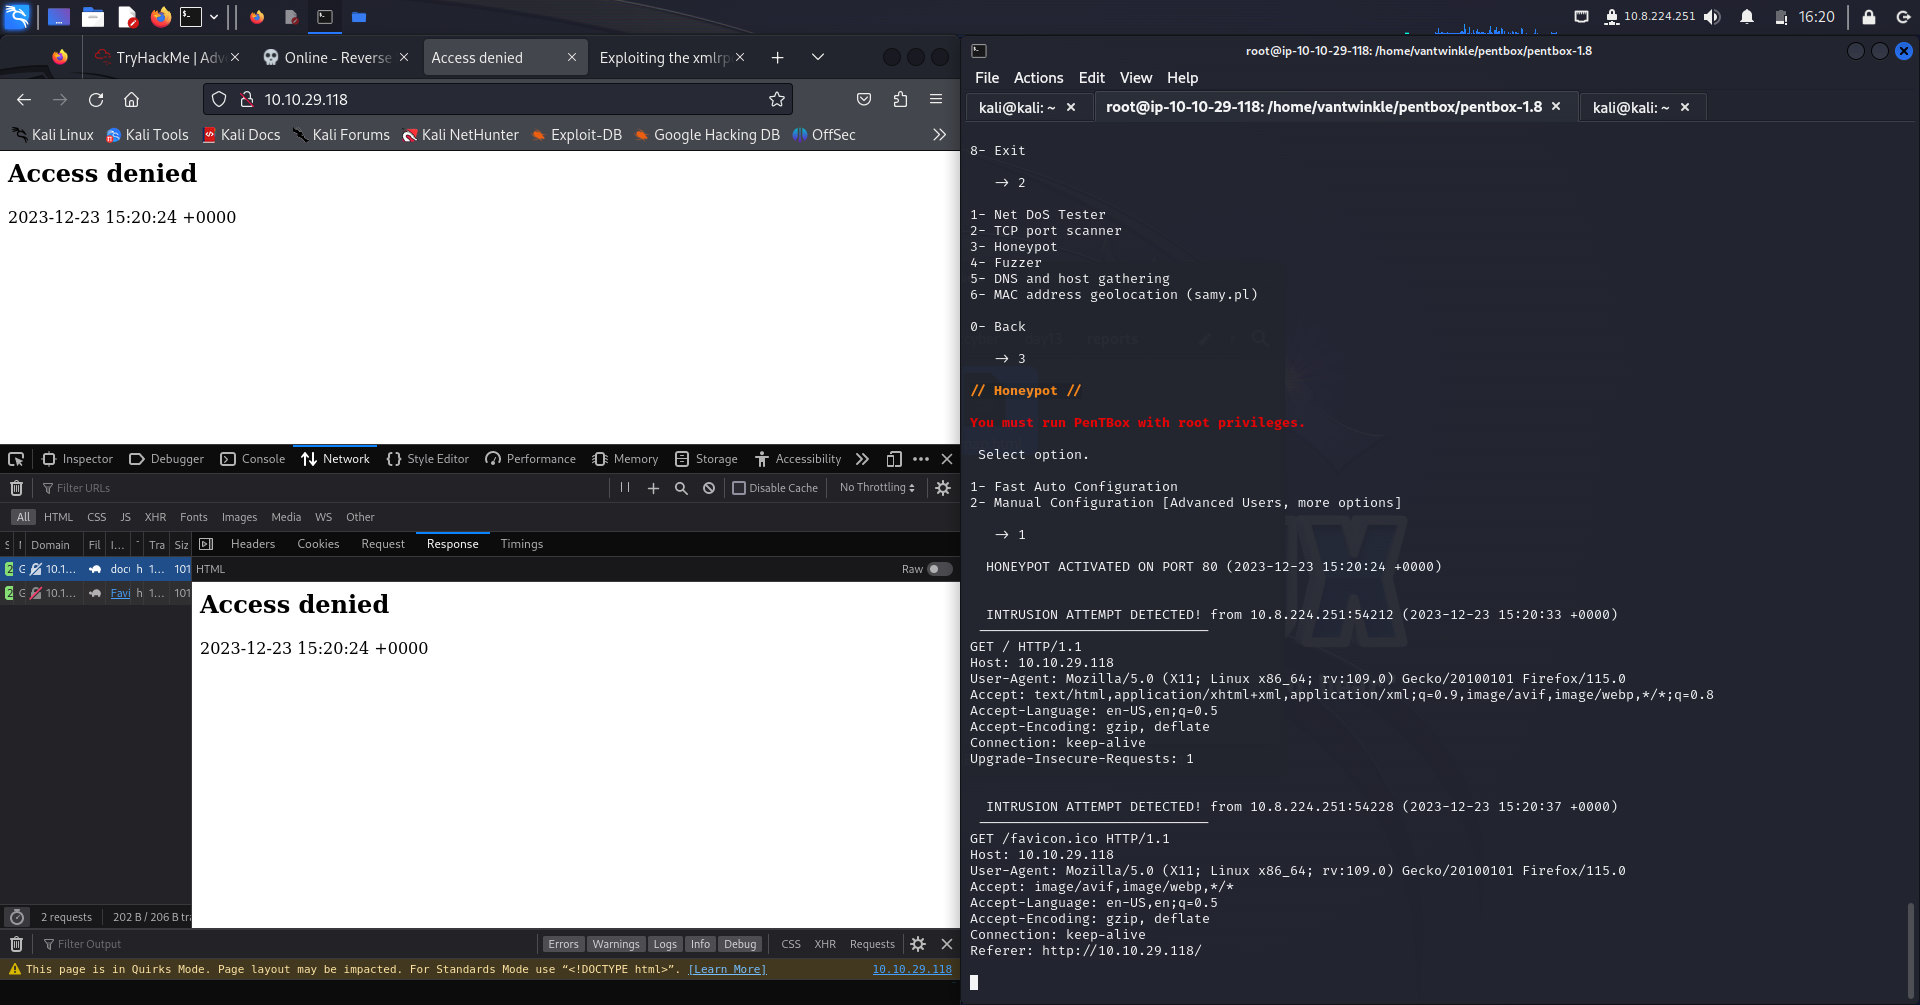 10.8.224.251
16:20
TryHackMe | Adv
Online - Reverse
Access denied
Exploiting the xmlrp
10.10.29.118
Kali Linux
Kali Tools
Kali Docs
Kali Forums
Kali NetHunter
Exploit-DB
Google Hacking DB
OffSec
Access denied
2023-12-23 15:20:24 +0000
Inspector
Debugger
Console
Network
Style Editor
Performance
Memory
Storage
Accessibility
Filter URLs
Disable Cache
No Throttling
All
HTML
CSS
JS
XHR
Fonts
Images
Media
WS
Other
S
Domain
Fil
I...
Tra
Siz
Headers
Cookies
Request
Response
Timings
2
G
10.1...
docu
h
1...
101
HTML
Raw
2
G
10.1...
Favi
h
1...
101
Access denied
2023-12-23 15:20:24 +0000
2 requests
202 B / 206 B tra
Filter Output
Errors
Warnings
Logs
Info
Debug
CSS
XHR
Requests
This page is in Quirks Mode. Page layout may be impacted. For Standards Mode use “<!DOCTYPE html>”. [Learn More]
10.10.29.118
root@ip-10-10-29-118: /home/vantwinkle/pentbox/pentbox-1.8
File Actions Edit View Help
kali@kali: ~
root@ip-10-10-29-118: /home/vantwinkle/pentbox/pentbox-1.8
kali@kali: ~
8- Exit
→ 2
1- Net DoS Tester
2- TCP port scanner
3- Honeypot
4- Fuzzer
5- DNS and host gathering
6- MAC address geolocation (samy.pl)
0- Back
→ 3
// Honeypot //
You must run PenTBox with root privileges.
Select option.
1- Fast Auto Configuration
2- Manual Configuration [Advanced Users, more options]
→ 1
HONEYPOT ACTIVATED ON PORT 80 (2023-12-23 15:20:24 +0000)
INTRUSION ATTEMPT DETECTED! from 10.8.224.251:54212 (2023-12-23 15:20:33 +0000)
GET / HTTP/1.1
Host: 10.10.29.118
User-Agent: Mozilla/5.0 (X11; Linux x86_64; rv:109.0) Gecko/20100101 Firefox/115.0
Accept: text/html,application/xhtml+xml,application/xml;q=0.9,image/avif,image/webp,*/*;q=0.8
Accept-Language: en-US,en;q=0.5
Accept-Encoding: gzip, deflate
Connection: keep-alive
Upgrade-Insecure-Requests: 1
INTRUSION ATTEMPT DETECTED! from 10.8.224.251:54228 (2023-12-23 15:20:37 +0000)
GET /favicon.ico HTTP/1.1
Host: 10.10.29.118
User-Agent: Mozilla/5.0 (X11; Linux x86_64; rv:109.0) Gecko/20100101 Firefox/115.0
Accept: image/avif,image/webp,*/*
Accept-Language: en-US,en;q=0.5
Accept-Encoding: gzip, deflate
Connection: keep-alive
Referer: http://10.10.29.118/